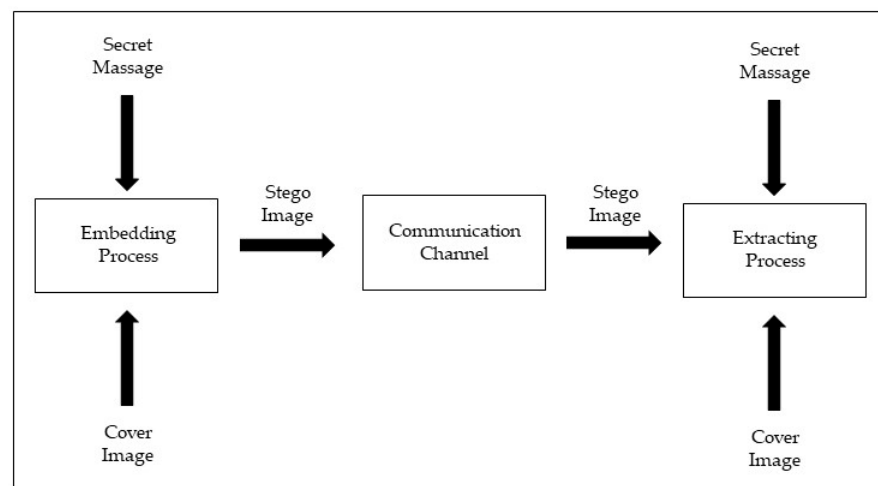 Secret
Massage
Secret
Massage
Stego
Image
Stego
Image
Embedding
Process
Communication
Channel
Extracting
Process
Cover
Image
Cover
Image